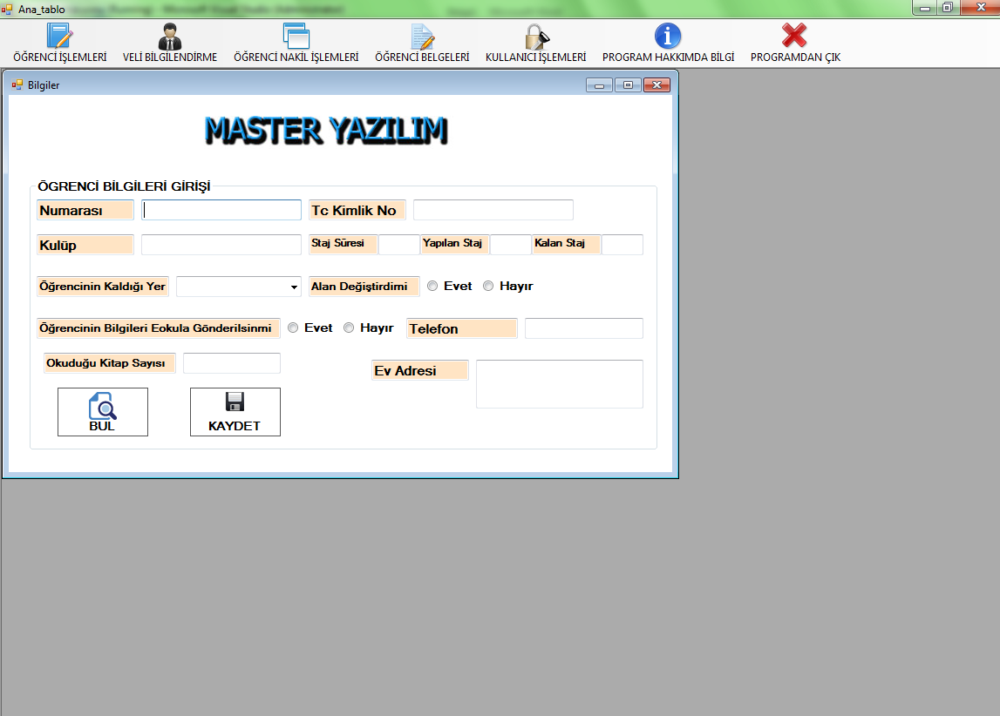 Ana_tablo
ÖĞRENCİ İŞLEMLERİ VELİ BİLGİLENDİRME ÖĞRENCİ NAKİL İŞLEMLERİ ÖĞRENCİ BELGELERİ KULLANICI İŞLEMLERİ PROGRAM HAKKIMDA BİLGİ PROGRAMDAN ÇIK
Bilgiler
MASTER YAZILIM
ÖGRENCİ BİLGİLERİ GİRİŞİ
Numarası Tc Kimlik No
Kulüp Staj Süresi Yapılan Staj Kalan Staj
Öğrencinin Kaldığı Yer Alan Değiştirdimi Evet Hayır
Öğrencinin Bilgileri Eokula Gönderilsinmi Evet Hayır Telefon
Okuduğu Kitap Sayısı Ev Adresi
BUL KAYDET